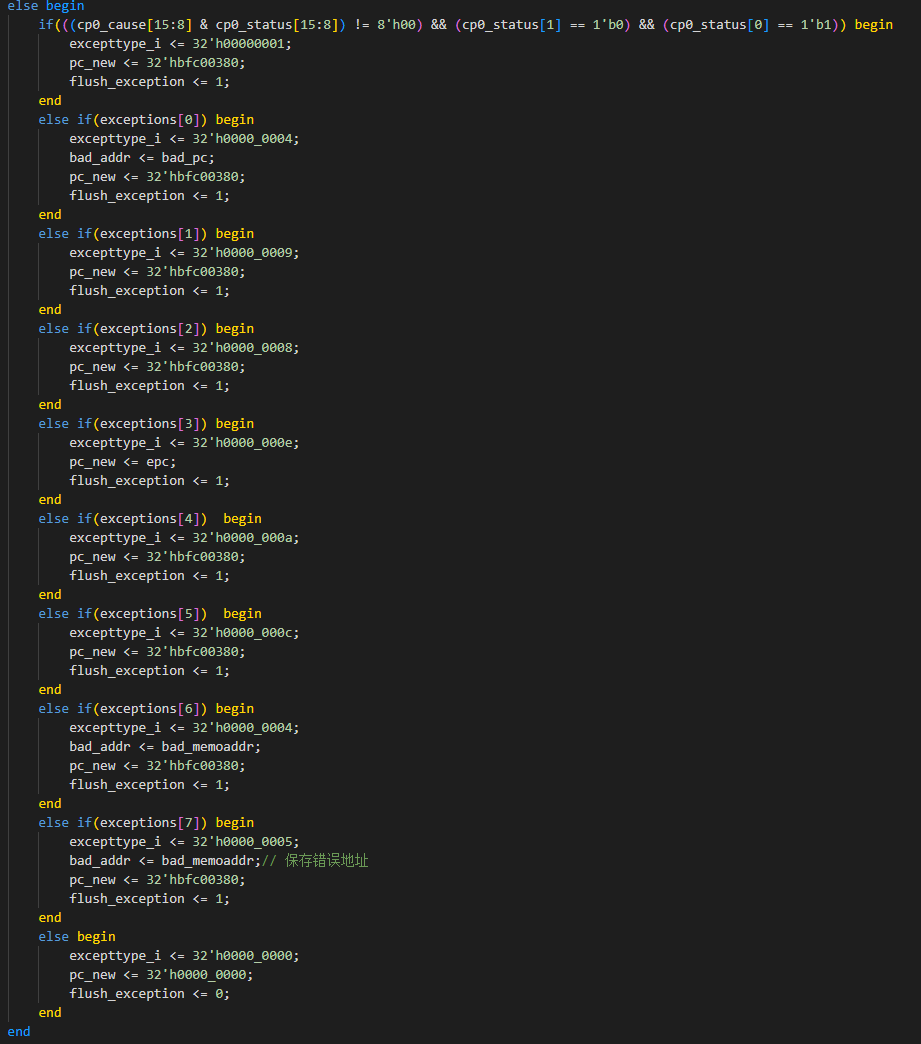 else begin
    if(((cp0_cause[15:8] & cp0_status[15:8]) != 8'h00) && (cp0_status[1] == 1'b0) && (cp0_status[0] == 1'b1)) begin
        excepttype_i <= 32'h00000001;
        pc_new <= 32'hbfc00380;
        flush_exception <= 1;
    end
    else if(exceptions[0]) begin
        excepttype_i <= 32'h0000_0004;
        bad_addr <= bad_pc;
        pc_new <= 32'hbfc00380;
        flush_exception <= 1;
    end
    else if(exceptions[1]) begin
        excepttype_i <= 32'h0000_0009;
        pc_new <= 32'hbfc00380;
        flush_exception <= 1;
    end
    else if(exceptions[2]) begin
        excepttype_i <= 32'h0000_0008;
        pc_new <= 32'hbfc00380;
        flush_exception <= 1;
    end
    else if(exceptions[3]) begin
        excepttype_i <= 32'h0000_000e;
        pc_new <= epc;
        flush_exception <= 1;
    end
    else if(exceptions[4])  begin
        excepttype_i <= 32'h0000_000a;
        pc_new <= 32'hbfc00380;
        flush_exception <= 1;
    end
    else if(exceptions[5])  begin
        excepttype_i <= 32'h0000_000c;
        pc_new <= 32'hbfc00380;
        flush_exception <= 1;
    end
    else if(exceptions[6]) begin
        excepttype_i <= 32'h0000_0004;
        bad_addr <= bad_memoaddr;
        pc_new <= 32'hbfc00380;
        flush_exception <= 1;
    end
    else if(exceptions[7]) begin
        excepttype_i <= 32'h0000_0005;
        bad_addr <= bad_memoaddr;// 保存错误地址
        pc_new <= 32'hbfc00380;
        flush_exception <= 1;
    end
    else begin
        excepttype_i <= 32'h0000_0000;
        pc_new <= 32'h0000_0000;
        flush_exception <= 0;
    end
end